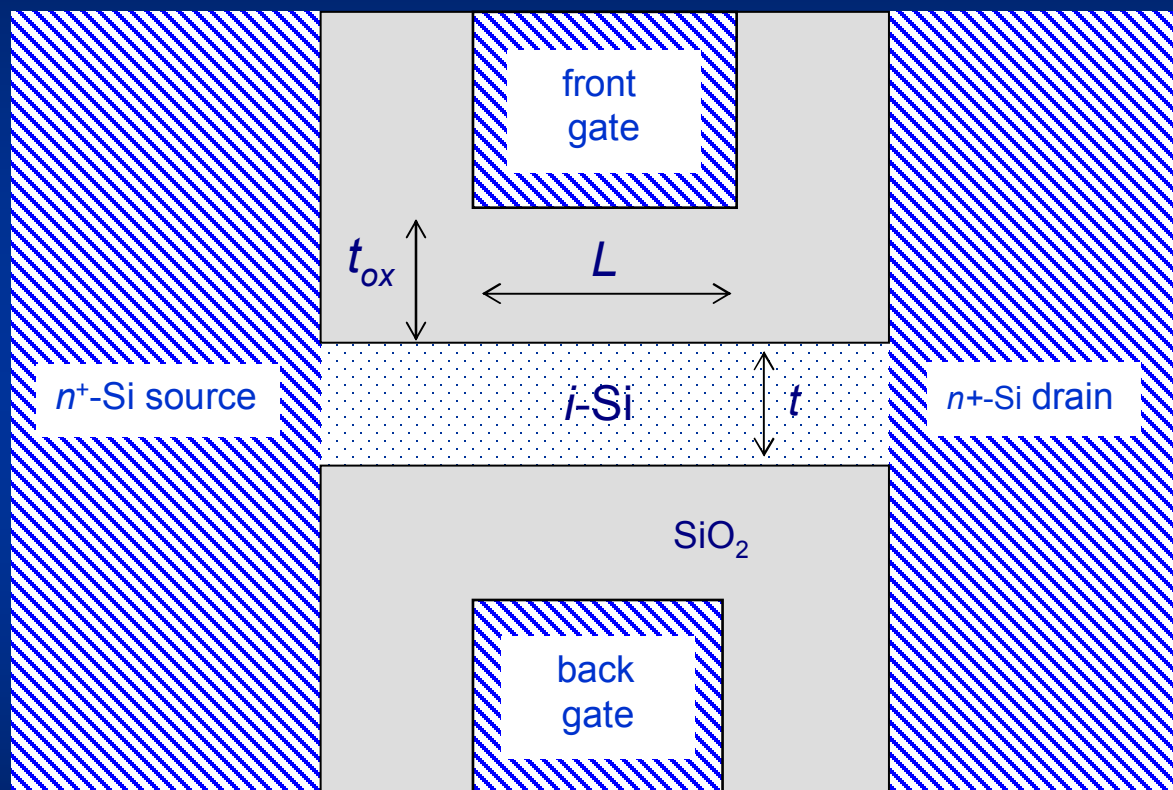 front
gate
t_ox
L
n⁺-Si source
i-Si
t
n+-Si drain
SiO₂
back
gate